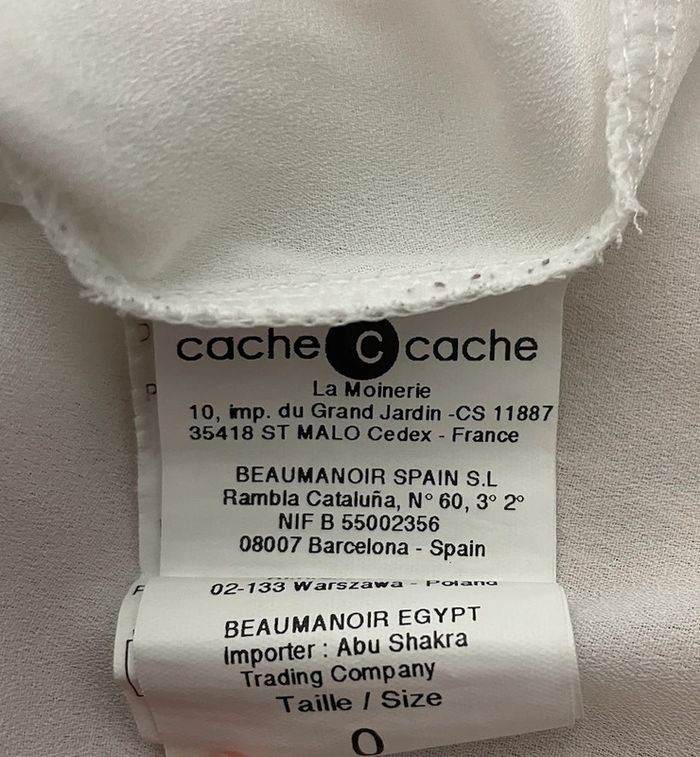 cache C cache
La Moinerie
10, imp. du Grand Jardin -CS 11887
35418 ST MALO Cedex - France
BEAUMANOIR SPAIN S.L
Rambla Cataluña, N° 60, 3° 2°
NIF B 55002356
08007 Barcelona - Spain
02-133 Warszawa - Poland
BEAUMANOIR EGYPT
Importer : Abu Shakra
Trading Company
Taille / Size
0